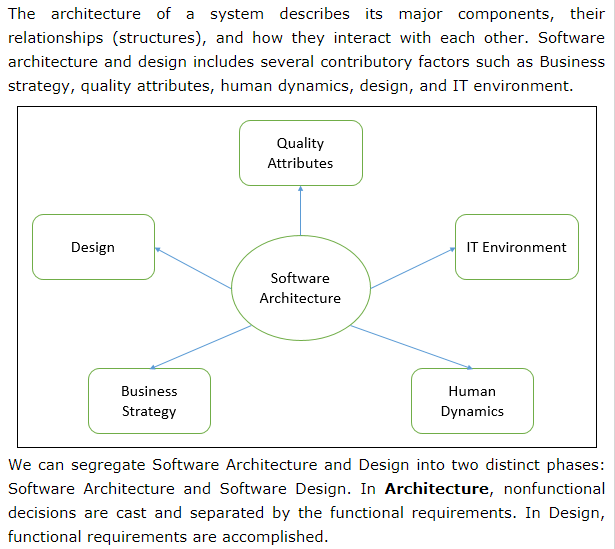 The architecture of a system describes its major components, their
relationships (structures), and how they interact with each other. Software
architecture and design includes several contributory factors such as Business
strategy, quality attributes, human dynamics, design, and IT environment.
Quality
Attributes
Design
IT Environment
Software
Architecture
Business
Strategy
Human
Dynamics
We can segregate Software Architecture and Design into two distinct phases:
Software Architecture and Software Design. In Architecture, nonfunctional
decisions are cast and separated by the functional requirements. In Design,
functional requirements are accomplished.